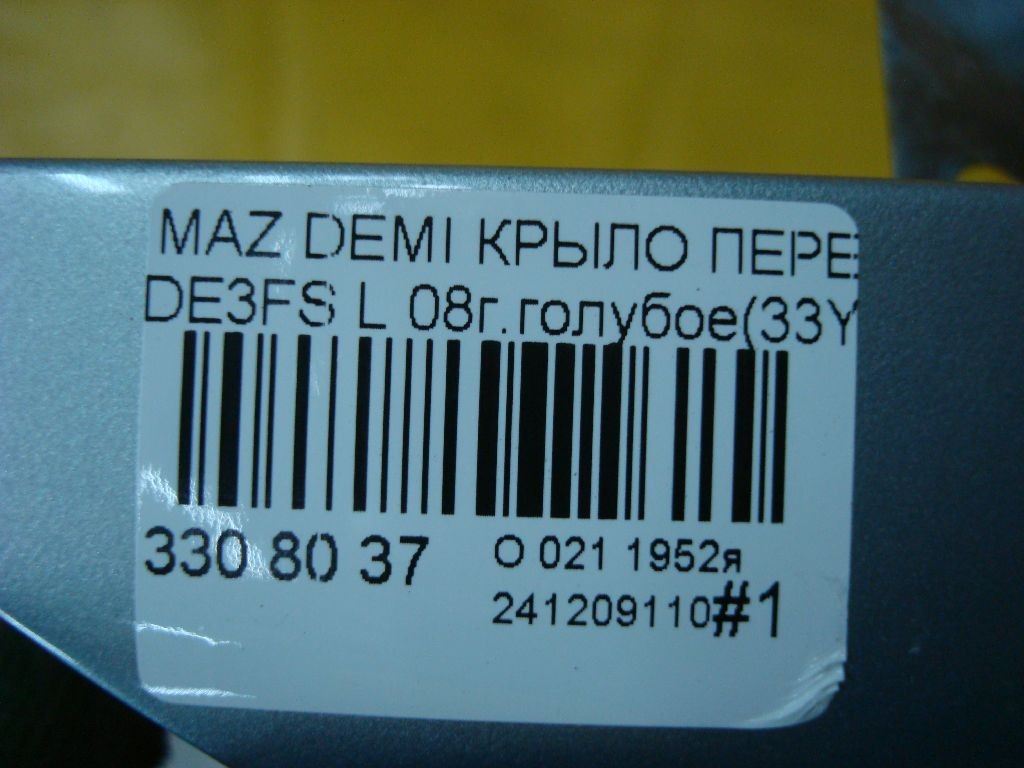 MAZ DEMI КРЫЛО ПЕРЕ
DE3FS L 08г.голубое(33Y
330 80 37
О 021 1952я
241209110#1